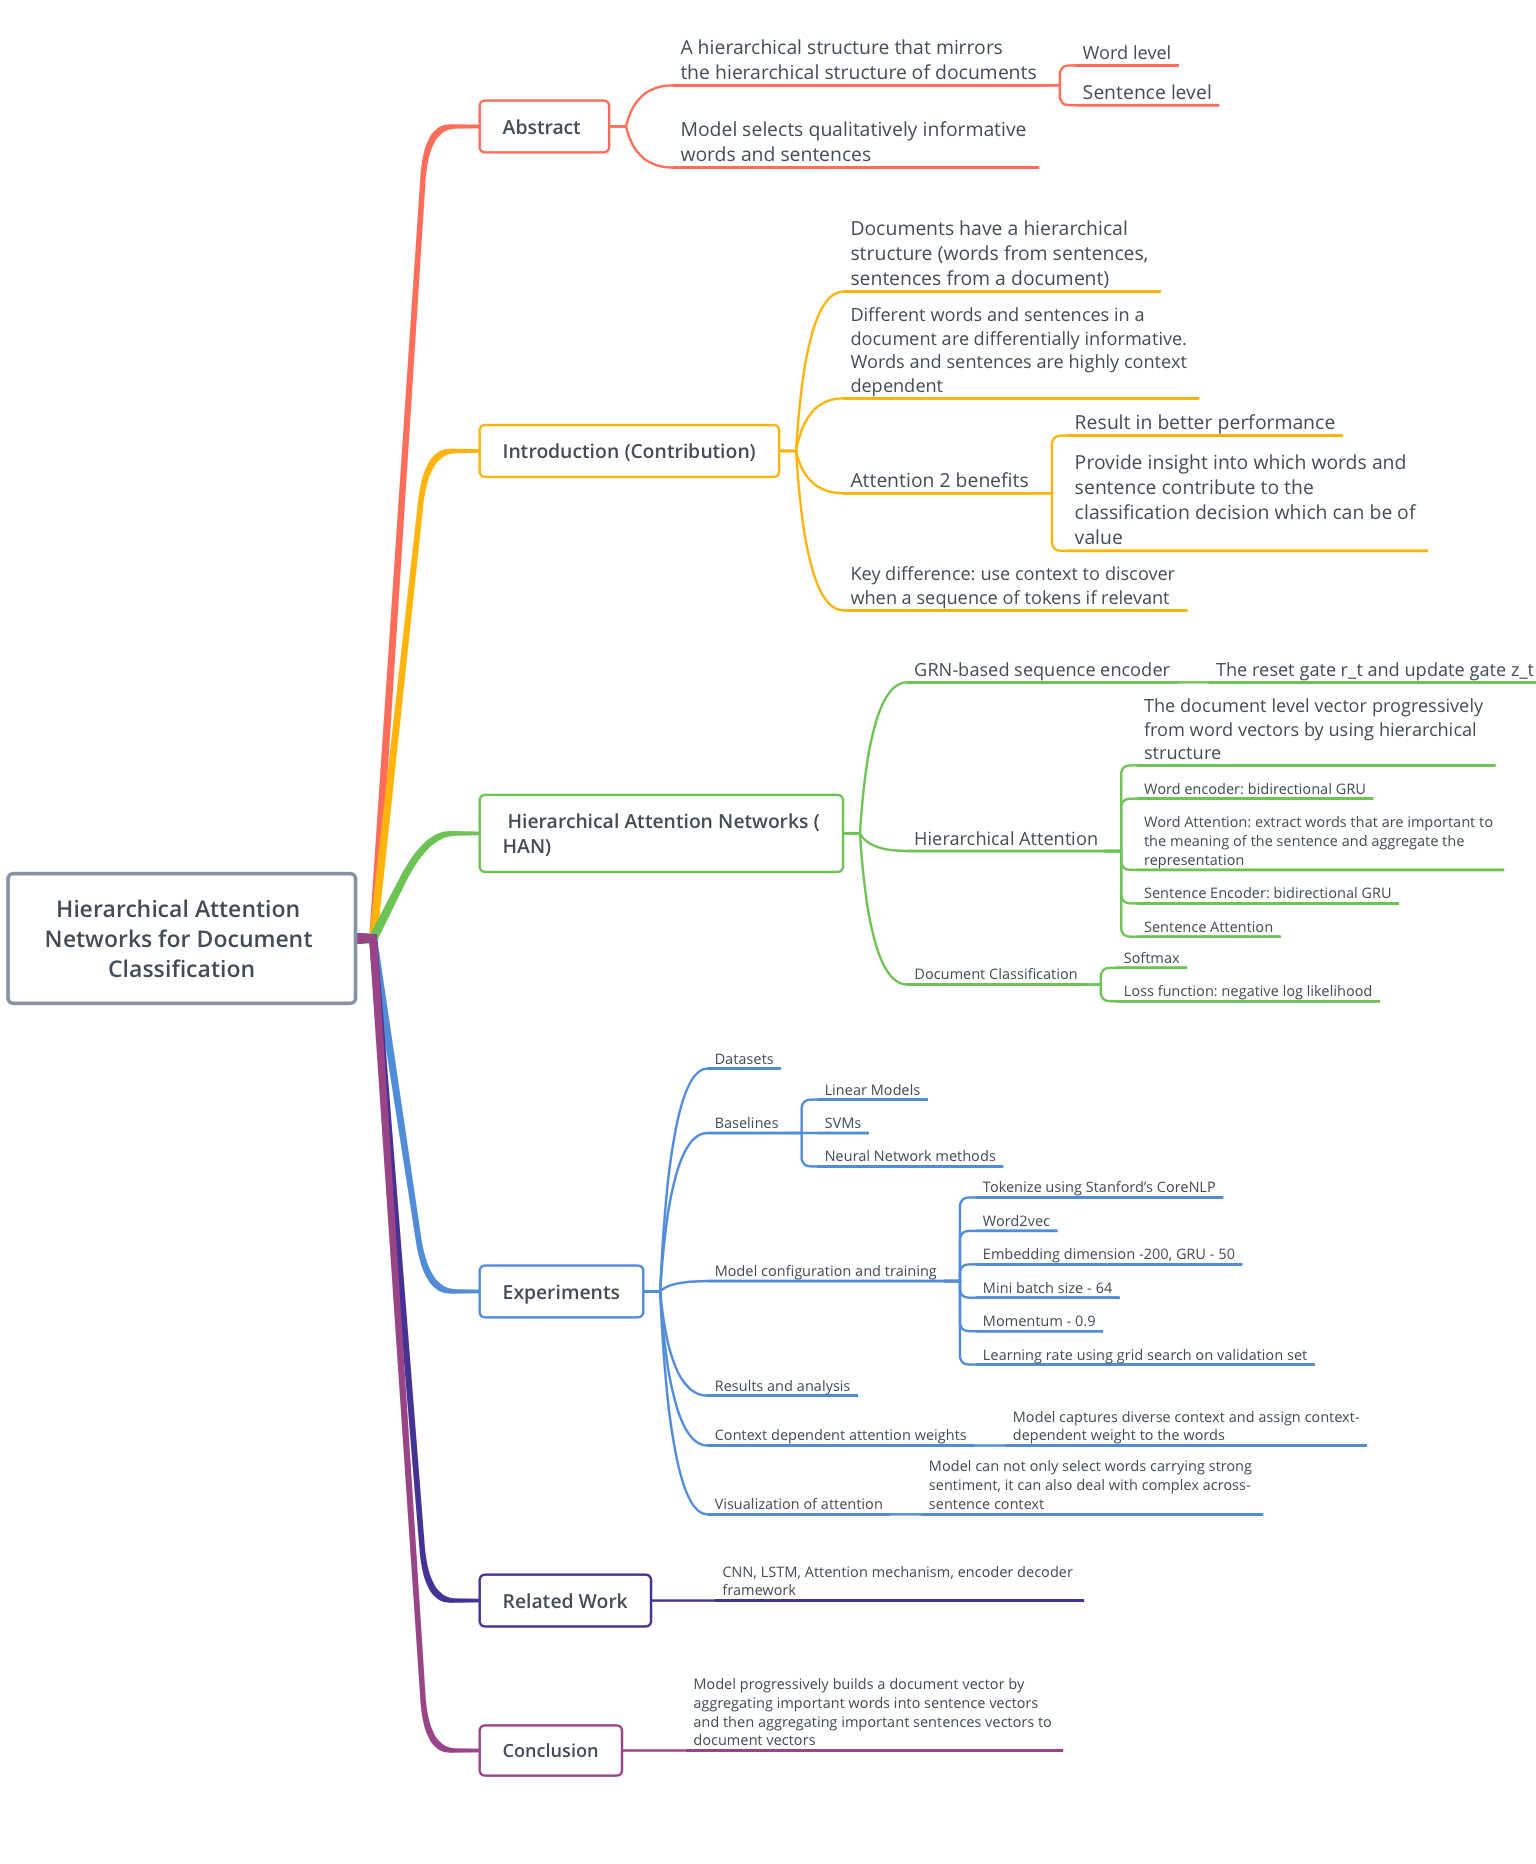 Hierarchical Attention
Networks for Document
Classification
Abstract
A hierarchical structure that mirrors
the hierarchical structure of documents
Word level
Sentence level
Model selects qualitatively informative
words and sentences
Introduction (Contribution)
Documents have a hierarchical
structure (words from sentences,
sentences from a document)
Different words and sentences in a
document are differentially informative.
Words and sentences are highly context
dependent
Attention 2 benefits
Result in better performance
Provide insight into which words and
sentence contribute to the
classification decision which can be of
value
Key difference: use context to discover
when a sequence of tokens if relevant
Hierarchical Attention Networks (
HAN)
GRN-based sequence encoder
The reset gate r_t and update gate z_t
Hierarchical Attention
The document level vector progressively
from word vectors by using hierarchical
structure
Word encoder: bidirectional GRU
Word Attention: extract words that are important to
the meaning of the sentence and aggregate the
representation
Sentence Encoder: bidirectional GRU
Sentence Attention
Document Classification
Softmax
Loss function: negative log likelihood
Experiments
Datasets
Baselines
Linear Models
SVMs
Neural Network methods
Model configuration and training
Tokenize using Stanford’s CoreNLP
Word2vec
Embedding dimension -200, GRU - 50
Mini batch size - 64
Momentum - 0.9
Learning rate using grid search on validation set
Results and analysis
Context dependent attention weights
Model captures diverse context and assign context-
dependent weight to the words
Visualization of attention
Model can not only select words carrying strong
sentiment, it can also deal with complex across-
sentence context
Related Work
CNN, LSTM, Attention mechanism, encoder decoder
framework
Conclusion
Model progressively builds a document vector by
aggregating important words into sentence vectors
and then aggregating important sentences vectors to
document vectors